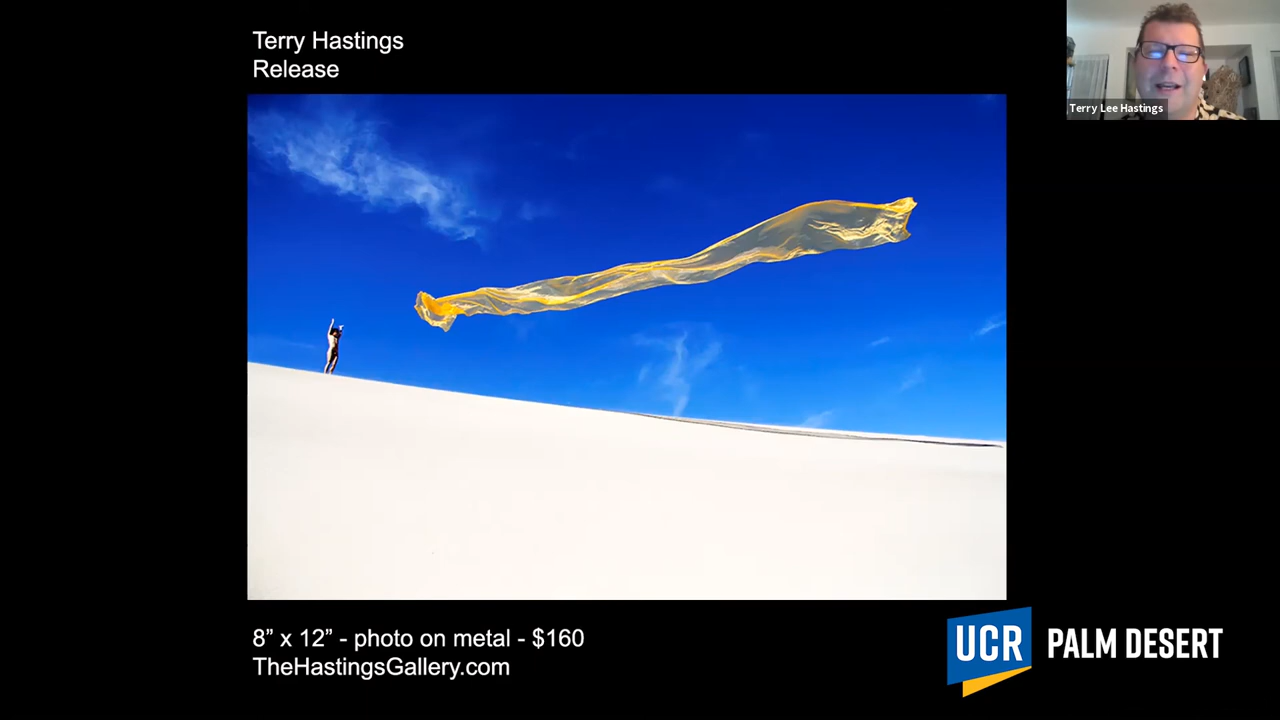 Terry Hastings
Release
Terry Lee Hastings
8” x 12” - photo on metal - $160
TheHastingsGallery.com
UCR PALM DESERT